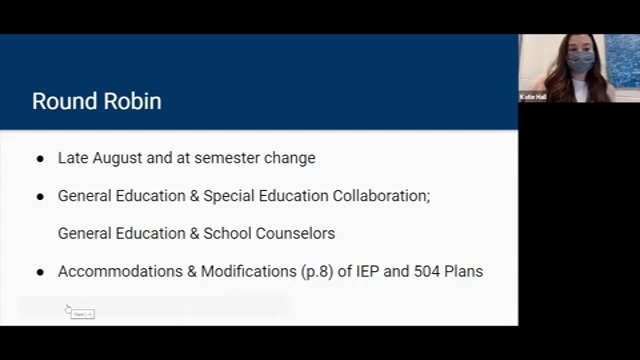 Round Robin
Katie Hall
● Late August and at semester change
● General Education & Special Education Collaboration;
General Education & School Counselors
● Accommodations & Modifications (p.8) of IEP and 504 Plans